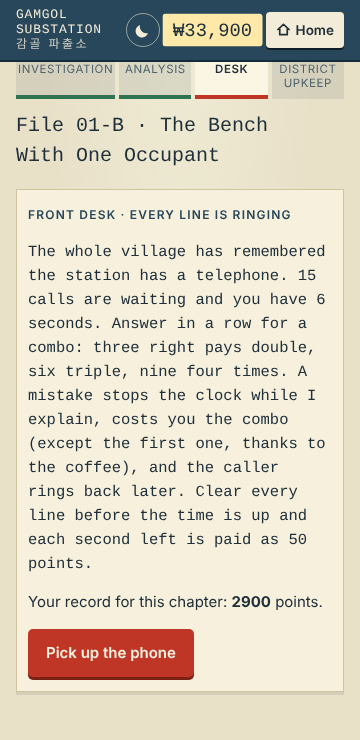 GAMGOL
SUBSTATION
감골 파출소
₩33,900
Home
INVESTIGATION
ANALYSIS
DESK
DISTRICT
UPKEEP
File 01-B · The Bench
With One Occupant
FRONT DESK · EVERY LINE IS RINGING
The whole village has remembered
the station has a telephone. 15
calls are waiting and you have 6
seconds. Answer in a row for a
combo: three right pays double,
six triple, nine four times. A
mistake stops the clock while I
explain, costs you the combo
(except the first one, thanks to
the coffee), and the caller
rings back later. Clear every
line before the time is up and
each second left is paid as 50
points.
Your record for this chapter: 2900 points.
Pick up the phone